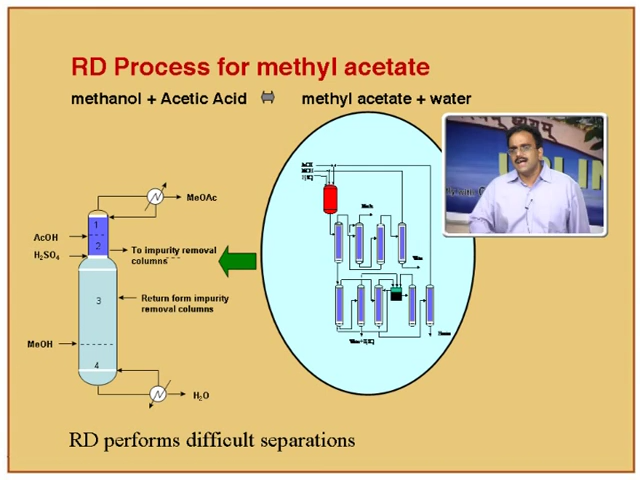 RD Process for methyl acetate
methanol + Acetic Acid methyl acetate + water
MeOAc
1
AcOH
2
To impurity removal
columns
H₂SO₄
3
Return form impurity
removal columns
MeOH
4
H₂O
RD performs difficult separations